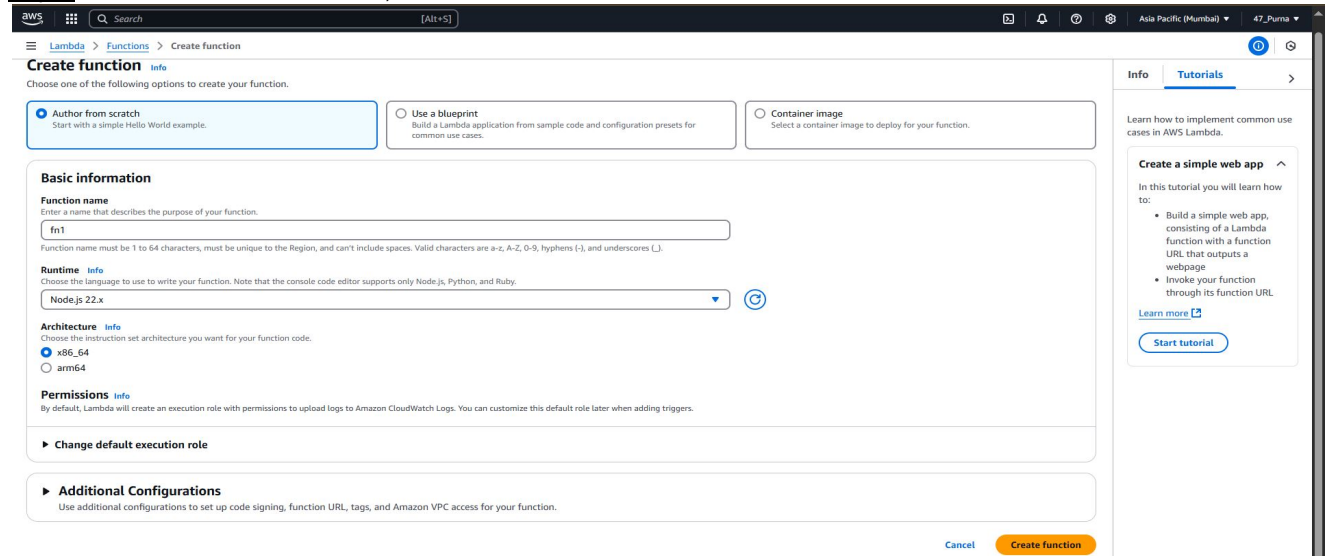 aws
Search [Alt+S]
Asia Pacific (Mumbai) ▼ 47_Purna ▼
Lambda > Functions > Create function
Create function Info
Choose one of the following options to create your function.
Author from scratch
Start with a simple Hello World example.
Use a blueprint
Build a Lambda application from sample code and configuration presets for
common use cases.
Container image
Select a container image to deploy for your function.
Basic information
Function name
Enter a name that describes the purpose of your function.
fn1
Function name must be 1 to 64 characters, must be unique to the Region, and can't include spaces. Valid characters are a-z, A-Z, 0-9, hyphens (-), and underscores (_).
Runtime Info
Choose the language to use to write your function. Note that the console code editor supports only Node.js, Python, and Ruby.
Node.js 22.x
Architecture Info
Choose the instruction set architecture you want for your function code.
x86_64
arm64
Permissions Info
By default, Lambda will create an execution role with permissions to upload logs to Amazon CloudWatch Logs. You can customize this default role later when adding triggers.
Change default execution role
Additional Configurations
Use additional configurations to set up code signing, function URL, tags, and Amazon VPC access for your function.
Cancel Create function
Info Tutorials
Learn how to implement common use
cases in AWS Lambda.
Create a simple web app
In this tutorial you will learn how
to:
• Build a simple web app,
consisting of a Lambda
function with a function
URL that outputs a
webpage
• Invoke your function
through its function URL
Learn more
Start tutorial